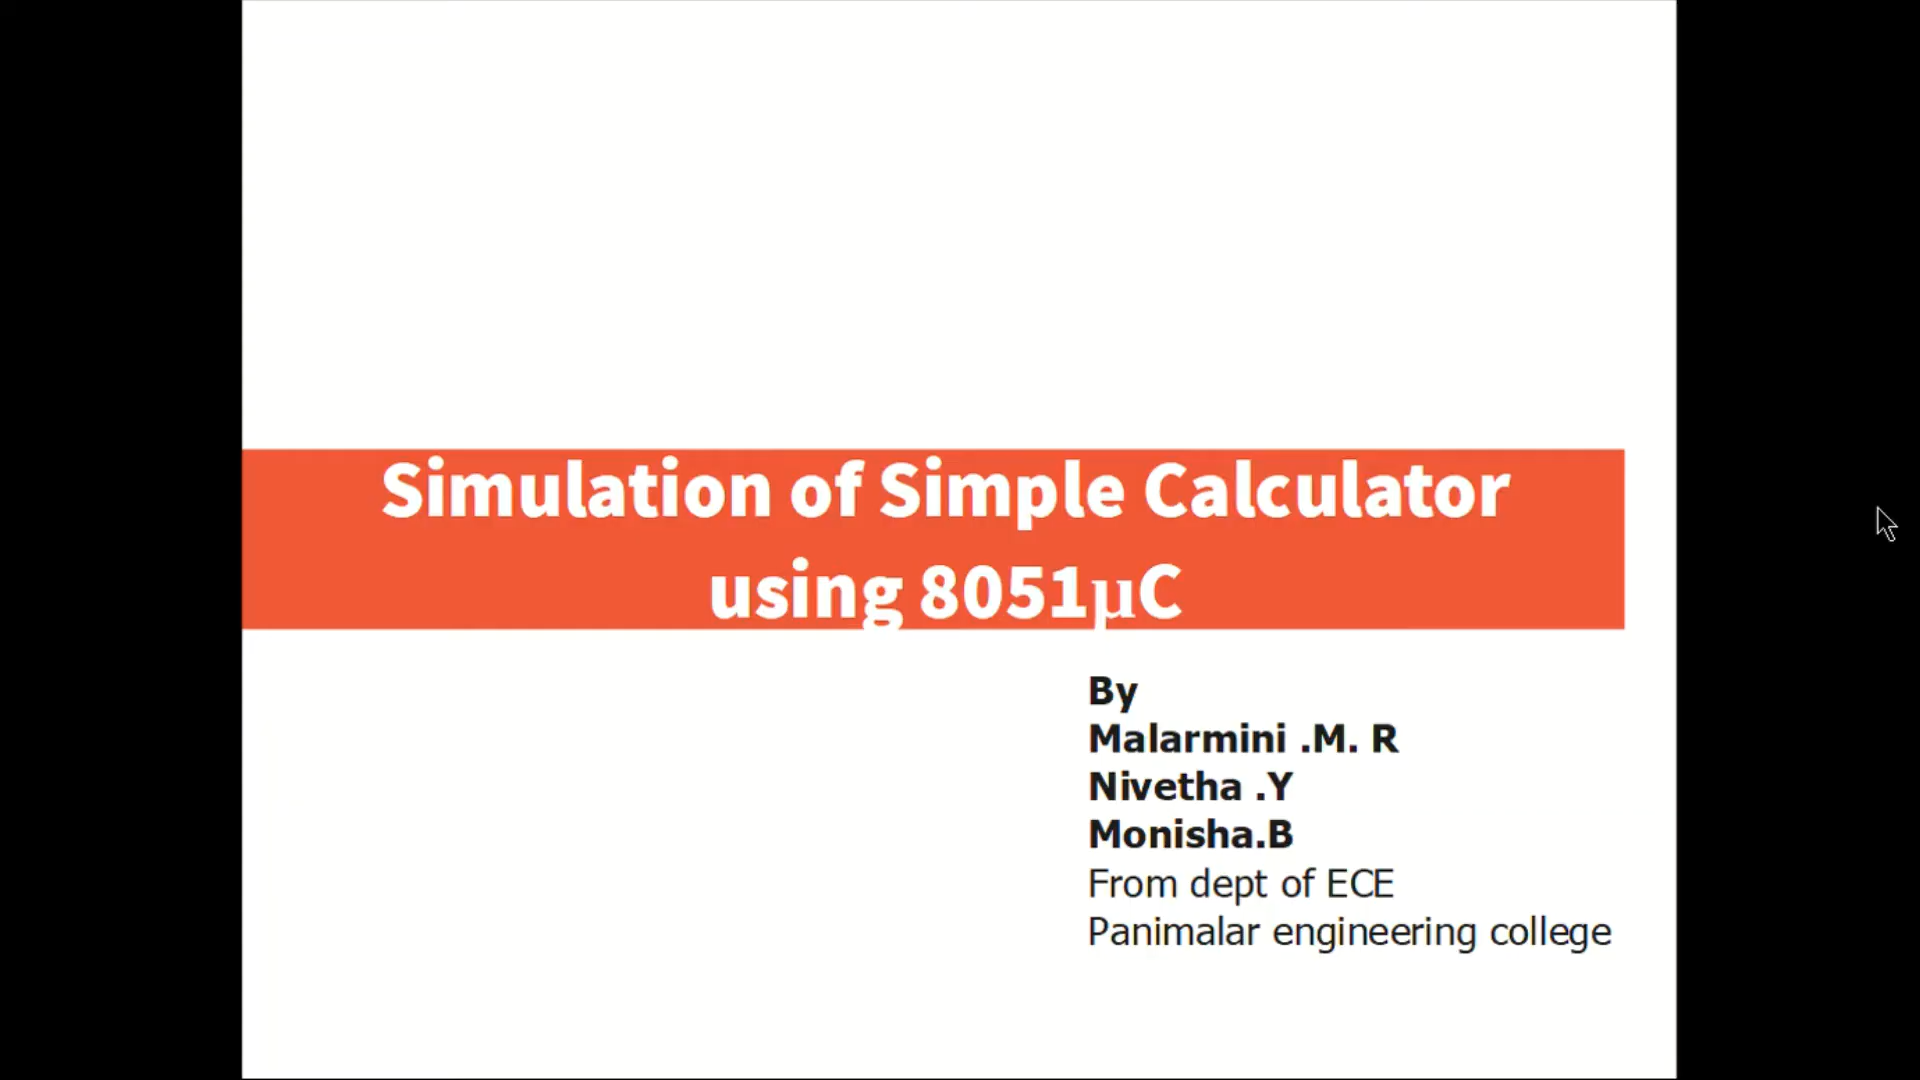 Simulation of Simple Calculator
using 8051µC
By
Malarmini .M. R
Nivetha .Y
Monisha.B
From dept of ECE
Panimalar engineering college